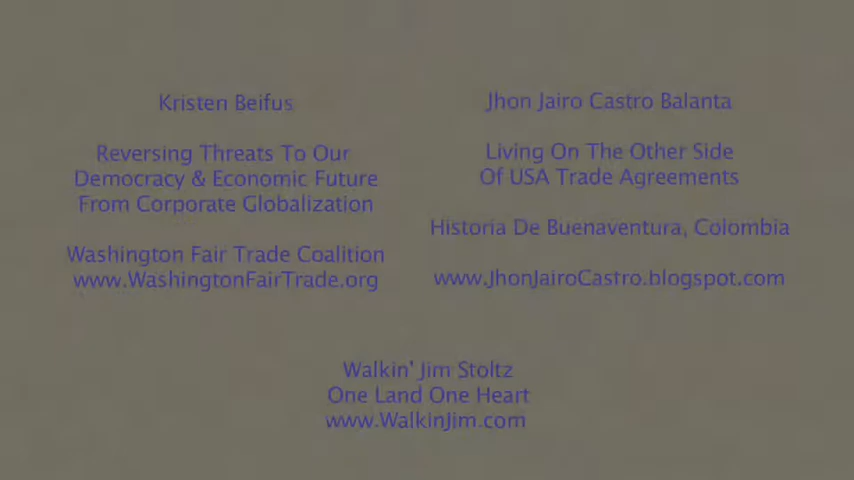 Kristen Beifus
Reversing Threats To Our
Democracy & Economic Future
From Corporate Globalization
Washington Fair Trade Coalition
www.WashingtonFairTrade.org
Jhon Jairo Castro Balanta
Living On The Other Side
Of USA Trade Agreements
Historia De Buenaventura, Colombia
www.JhonJairoCastro.blogspot.com
Walkin' Jim Stoltz
One Land One Heart
www.WalkinJim.com